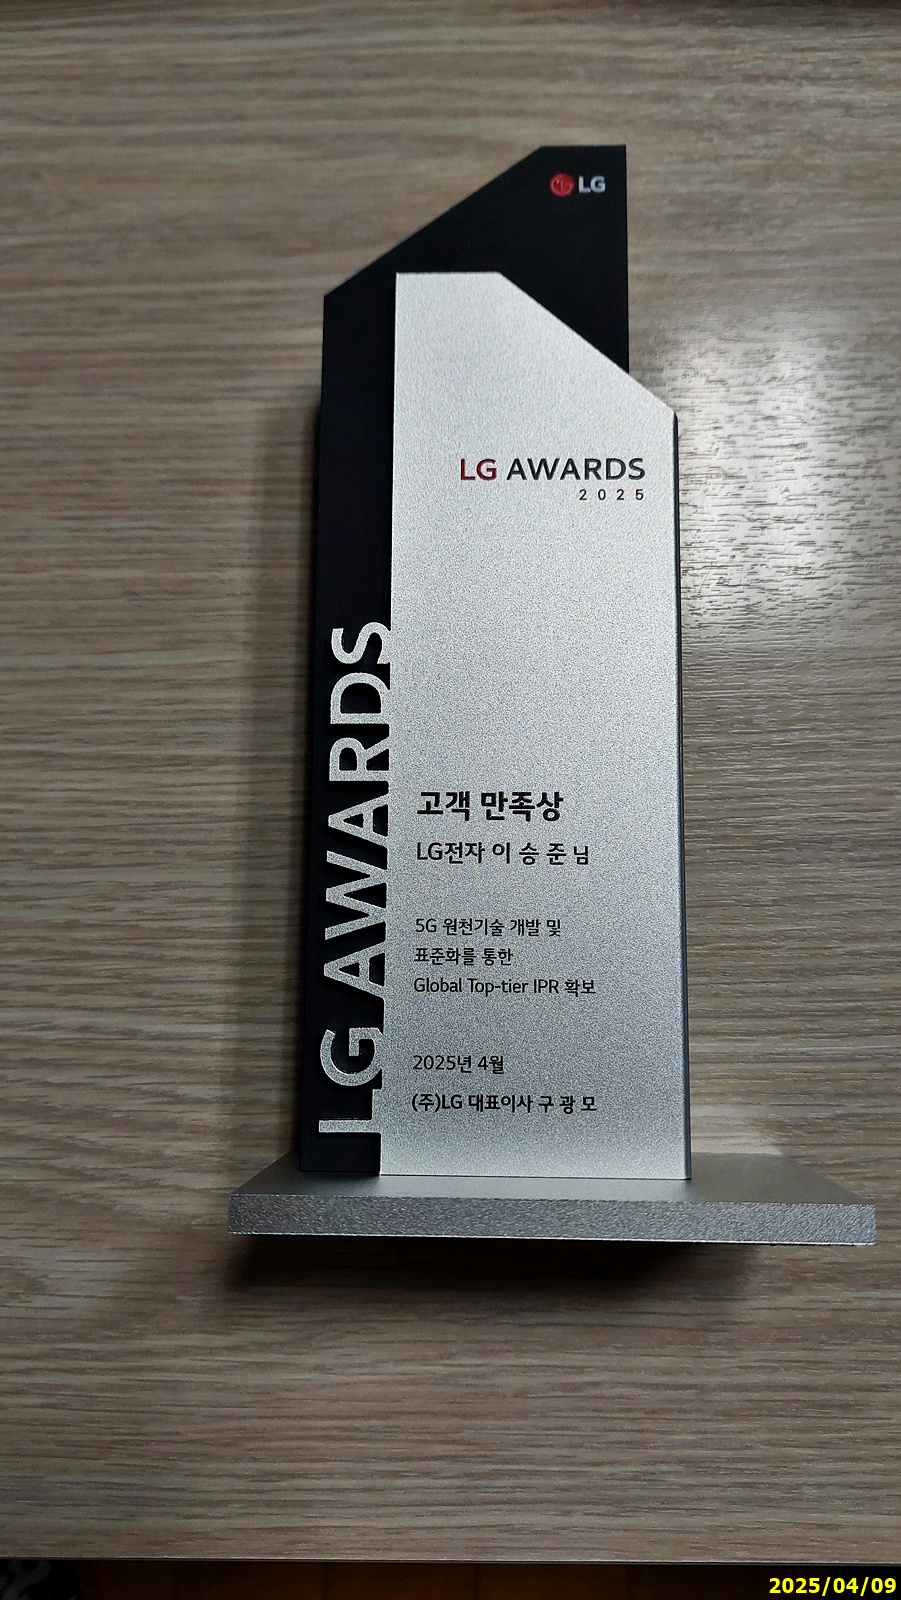 LG
LG AWARDS
2025
LG AWARDS
고객 만족상
LG전자 이 승 준 님
5G 원천기술 개발 및
표준화를 통한
Global Top-tier IPR 확보
2025년 4월
(주)LG 대표이사 구 광 모
2025/04/09